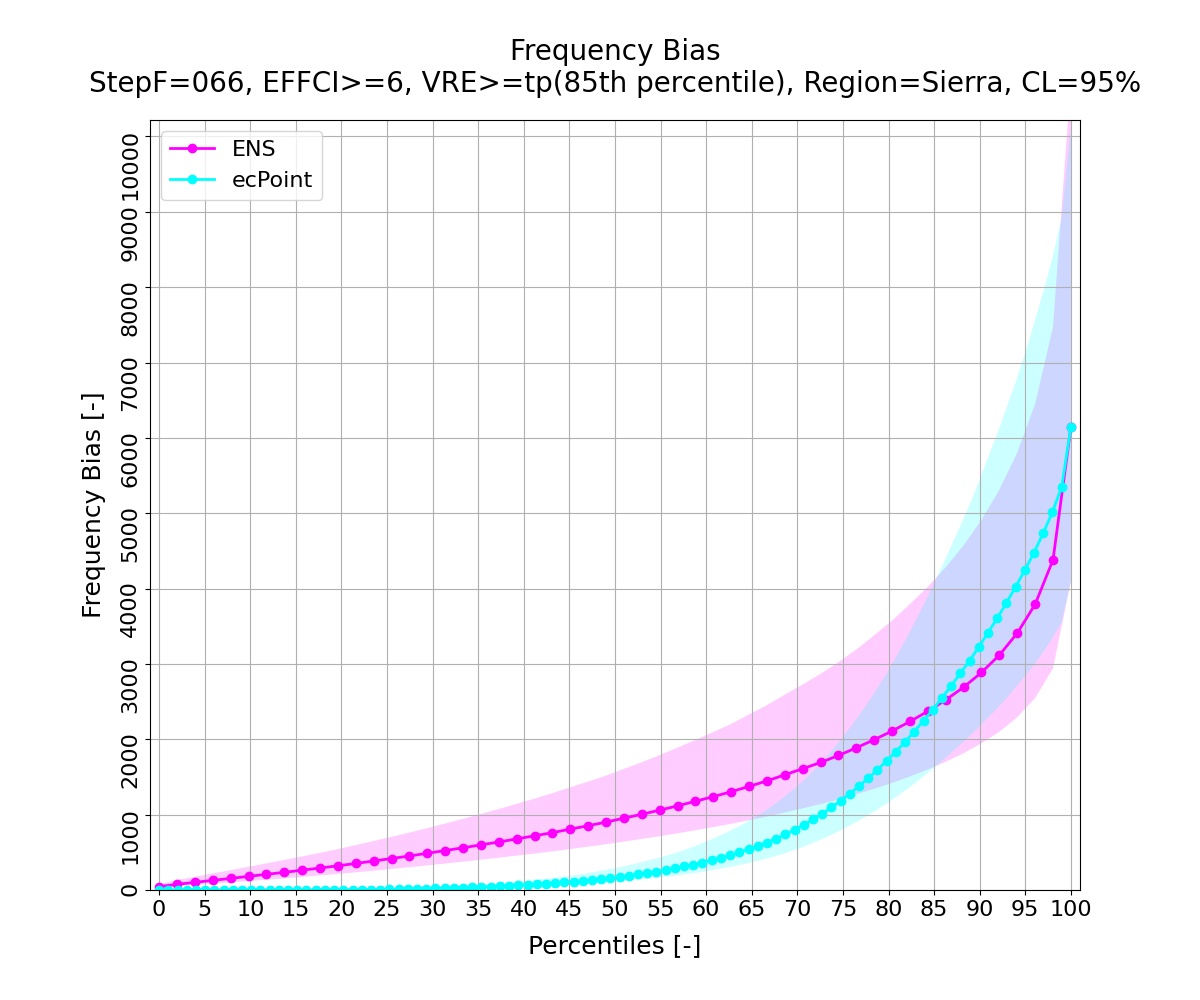 Frequency Bias
StepF=066, EFFCI>=6, VRE>=tp(85th percentile), Region=Sierra, CL=95%
ENS
ecPoint
Frequency Bias [-]
10000
9000
8000
7000
6000
5000
4000
3000
2000
1000
0
0 5 10 15 20 25 30 35 40 45 50 55 60 65 70 75 80 85 90 95 100
Percentiles [-]